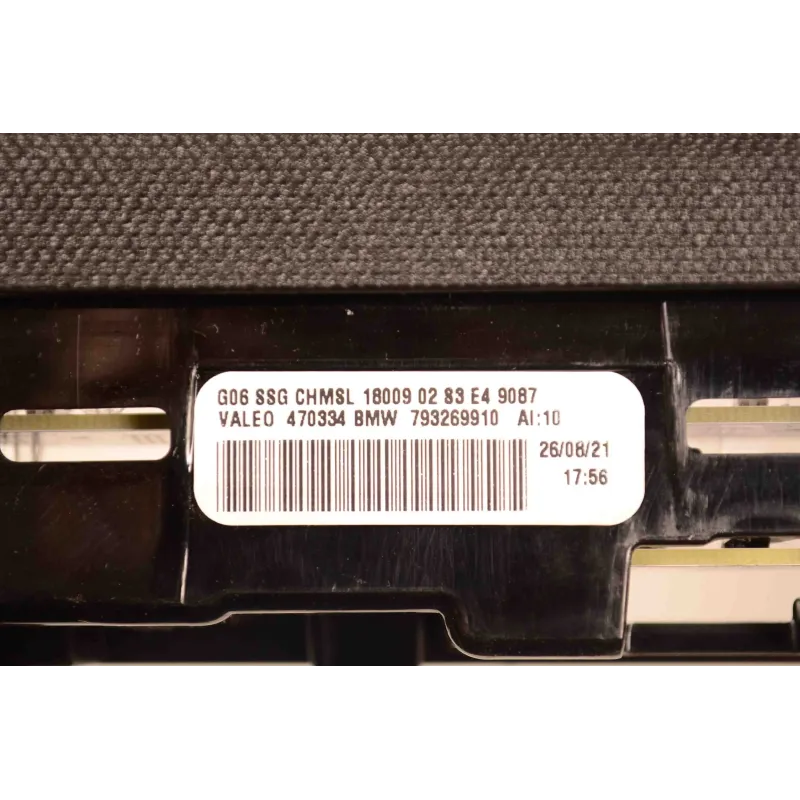 G06 SSG CHMSL 18009 02 83 E4 9087
VALEO 470334 BMW 793269910 AI:10
26/08/21
17:56